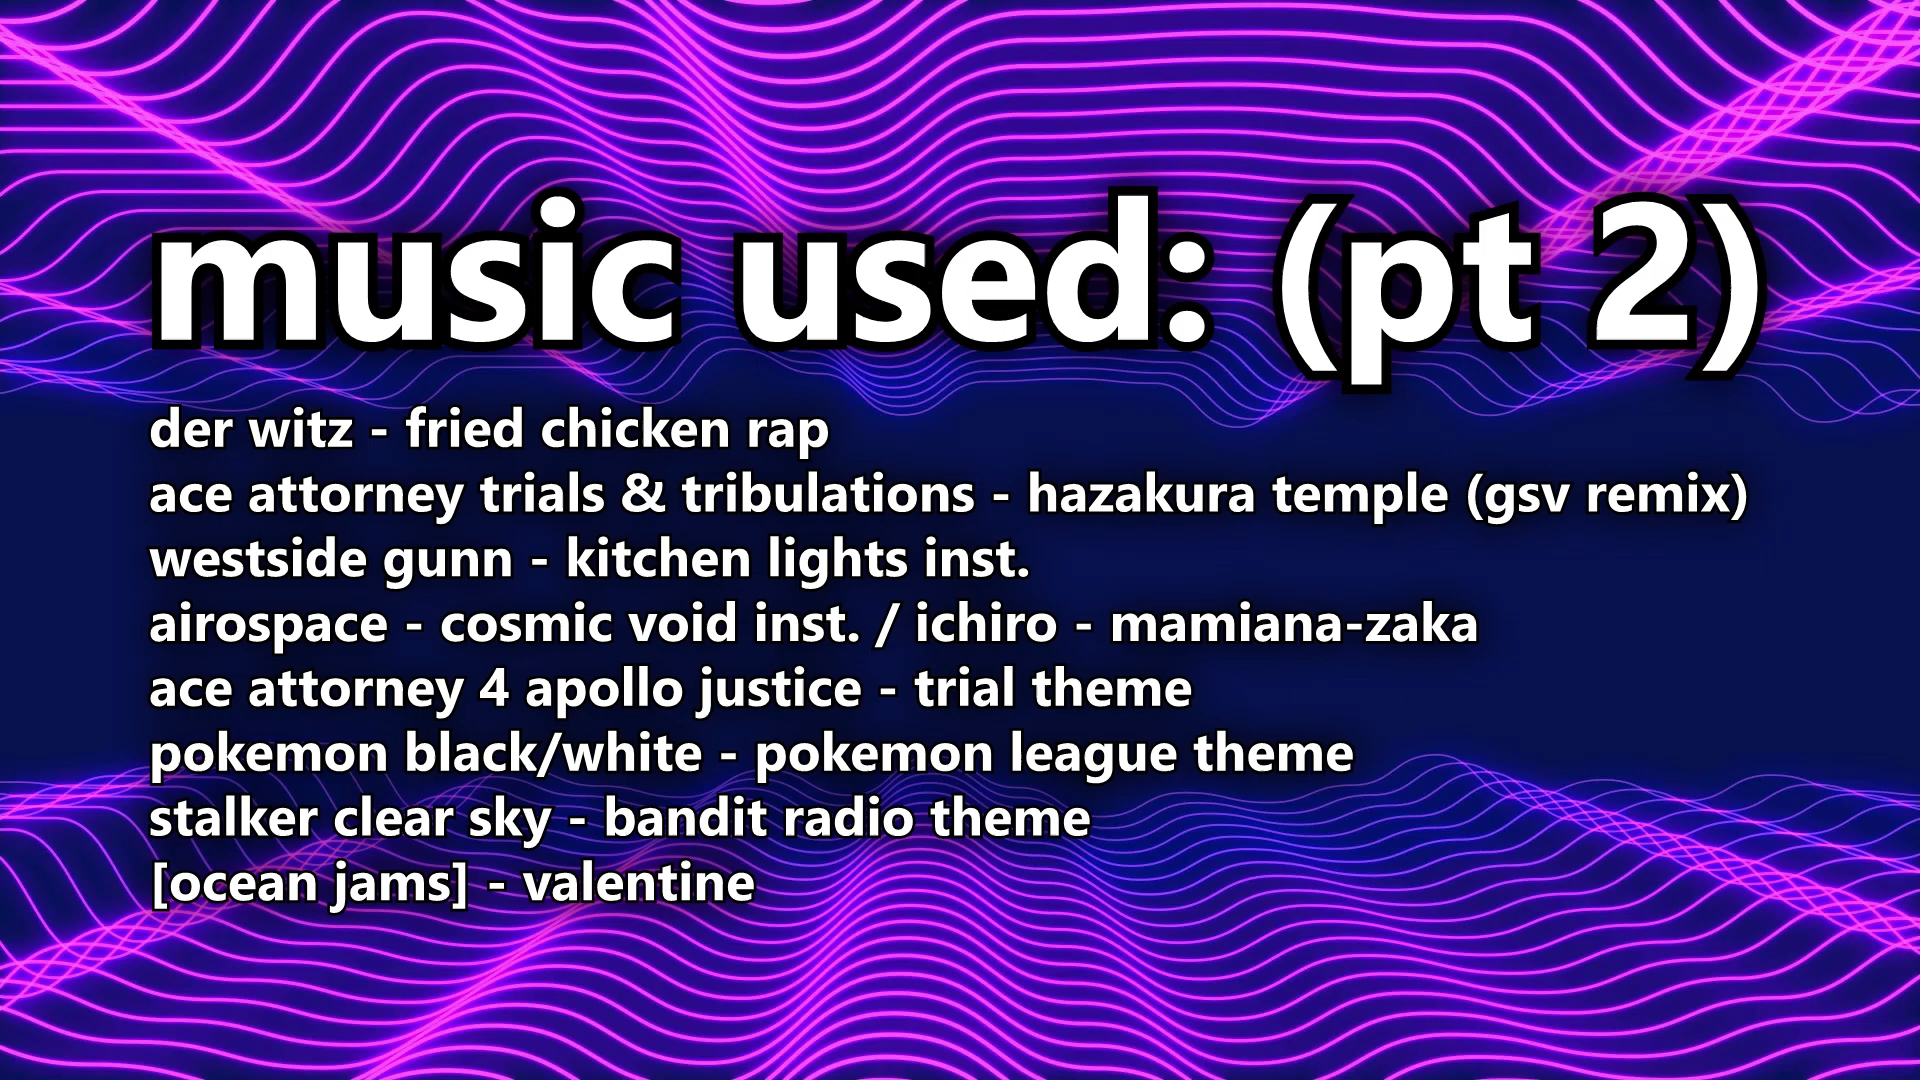 music used: (pt 2)
der witz - fried chicken rap
ace attorney trials & tribulations - hazakura temple (gsv remix)
westside gunn - kitchen lights inst.
airospace - cosmic void inst. / ichiro - mamiana-zaka
ace attorney 4 apollo justice - trial theme
pokemon black/white - pokemon league theme
stalker clear sky - bandit radio theme
[ocean jams] - valentine